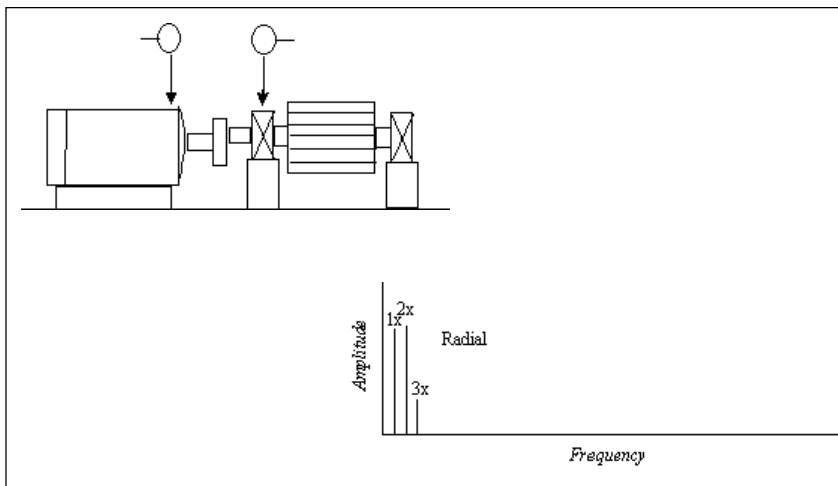 2x
1x
Radial
3x
Amplitude
Frequency